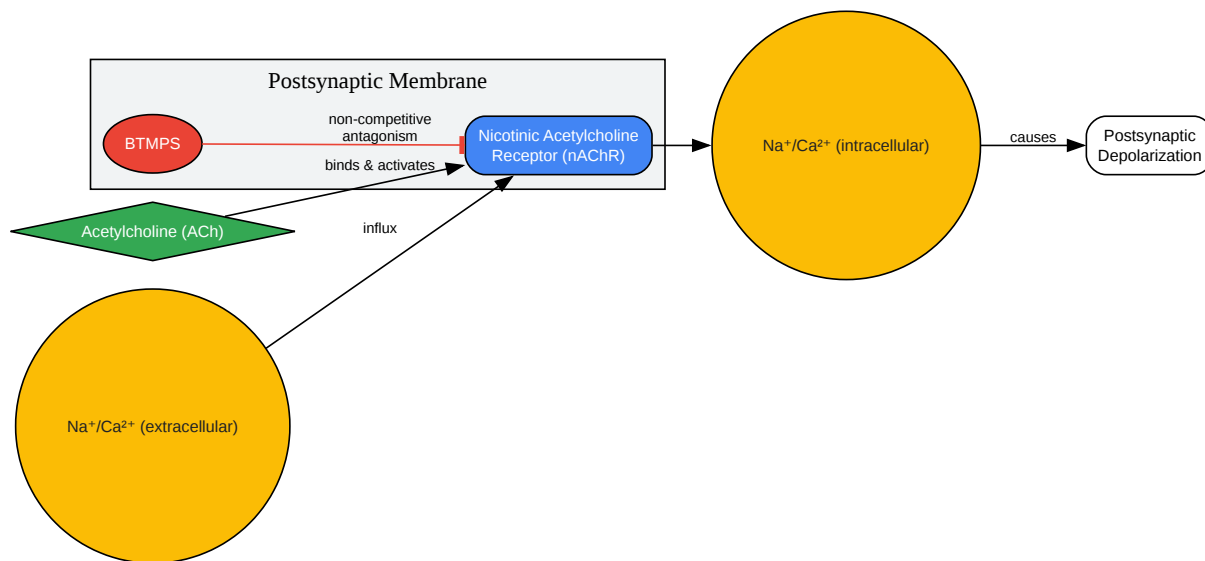 Postsynaptic Membrane
BTMPS
non-competitive
antagonism
Nicotinic Acetylcholine
Receptor (nAChR)
binds & activates
Acetylcholine (ACh)
influx
Na⁺/Ca²⁺ (extracellular)
Na⁺/Ca²⁺ (intracellular)
causes
Postsynaptic
Depolarization